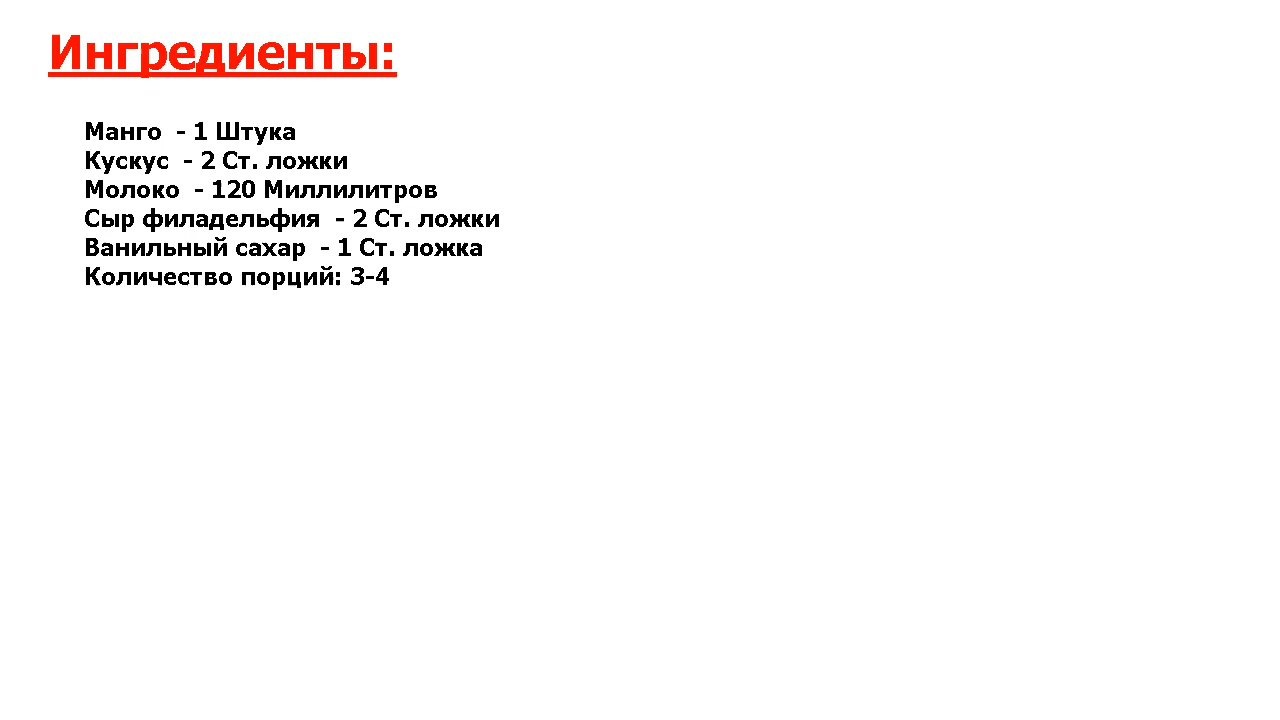 Ингредиенты:
Манго  - 1 Штука
Кускус  - 2 Ст. ложки
Молоко  - 120 Миллилитров
Сыр филадельфия  - 2 Ст. ложки
Ванильный сахар  - 1 Ст. ложка
Количество порций: 3-4